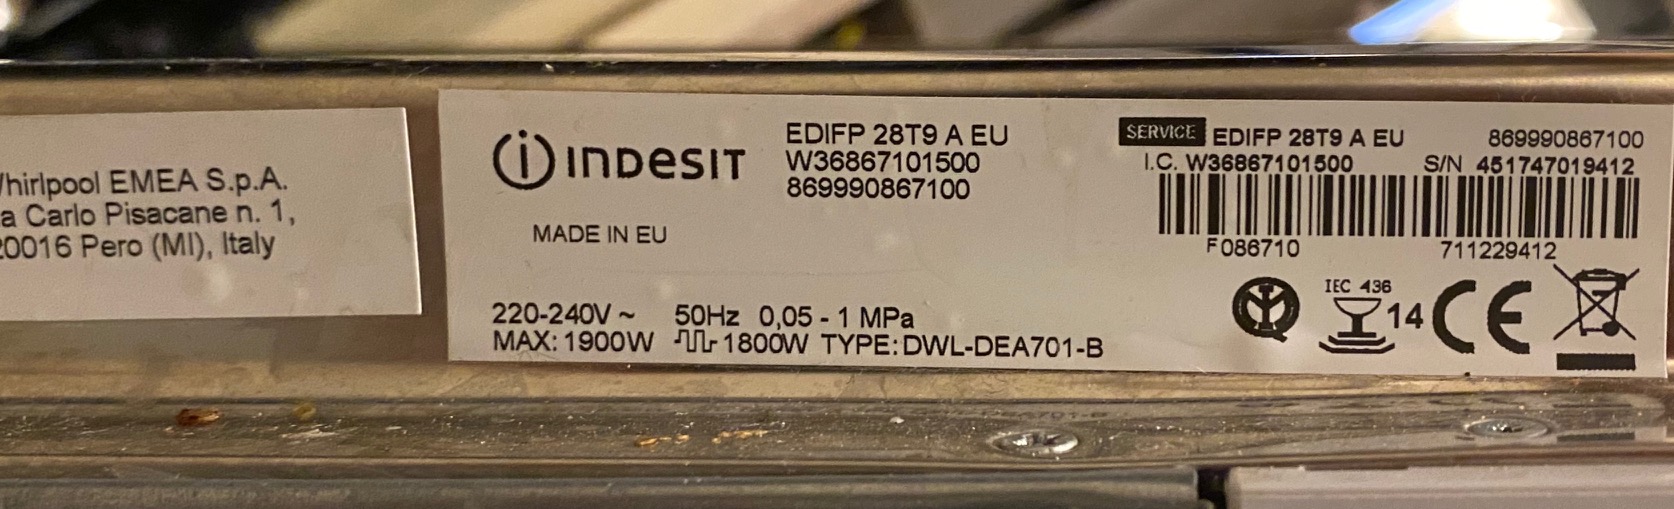 EMEA S.p.A.
Carlo Pisacane n. 1,
Pero (MI), Italy
indesit
EDIFP 28T9 A EU
W36867101500
869990867100
MADE IN EU
220-240V ~ 50Hz 0,05 - 1 MPa
MAX: 1900W 1800W TYPE: DWL-DEA701-B
SERVICE EDIFP 28T9 A EU 869990867100
I.C. W36867101500 S/N 451747019412
F086710 711229412
IEC 436
14 CE